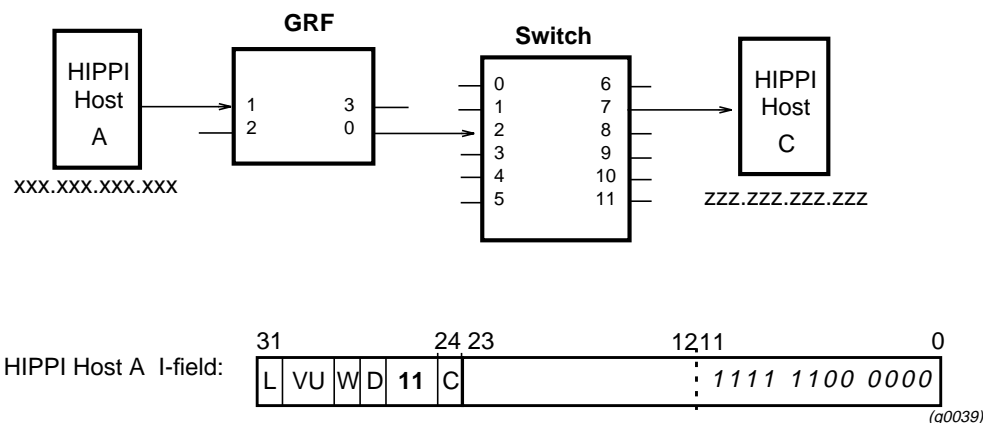 GRF
Switch
HIPPI
Host
A
1 3
2 0
0 6
1 7
2 8
3 9
4 10
5 11
HIPPI
Host
C
xxx.xxx.xxx.xxx
zzz.zzz.zzz.zzz
31 24 23 1211 0
HIPPI Host A I-field: L VU W D 11 C 1111 1100 0000
(g0039)